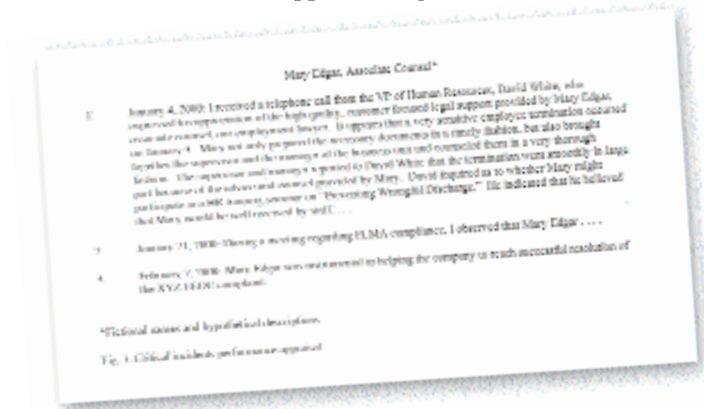 Mary Edgar, Associate Counsel*
January 4, 2000: I received a telephone call from the VP of Human Resources, David White, who
expressed his appreciation of the high quality, customer focused legal support provided by Mary Edgar,
associate counsel, our employment lawyer. It appears that a very sensitive employee termination occurred
on January 3. Mary not only prepared the necessary documents in a timely fashion, but also brought
together the supervisor and the manager of the business unit and counseled them in a very thorough
fashion. The supervisor and manager reported to David White that the termination went smoothly in large
part because of the advice and counsel provided by Mary. David inquired as to whether Mary might
participate in a HR training seminar on "Preventing Wrongful Discharge." He indicated that he believed
that Mary would be well received by staff. . . .
January 21, 2000: During a meeting regarding compliance, I observed that Mary Edgar . . . .
February 7, 2000: Mary Edgar was instrumental to helping the company to reach successful resolution of
the XYZ EEOC complaint.
*Fictional names and hypothetical descriptions.
Fig. 3. Critical incidents performance appraisal